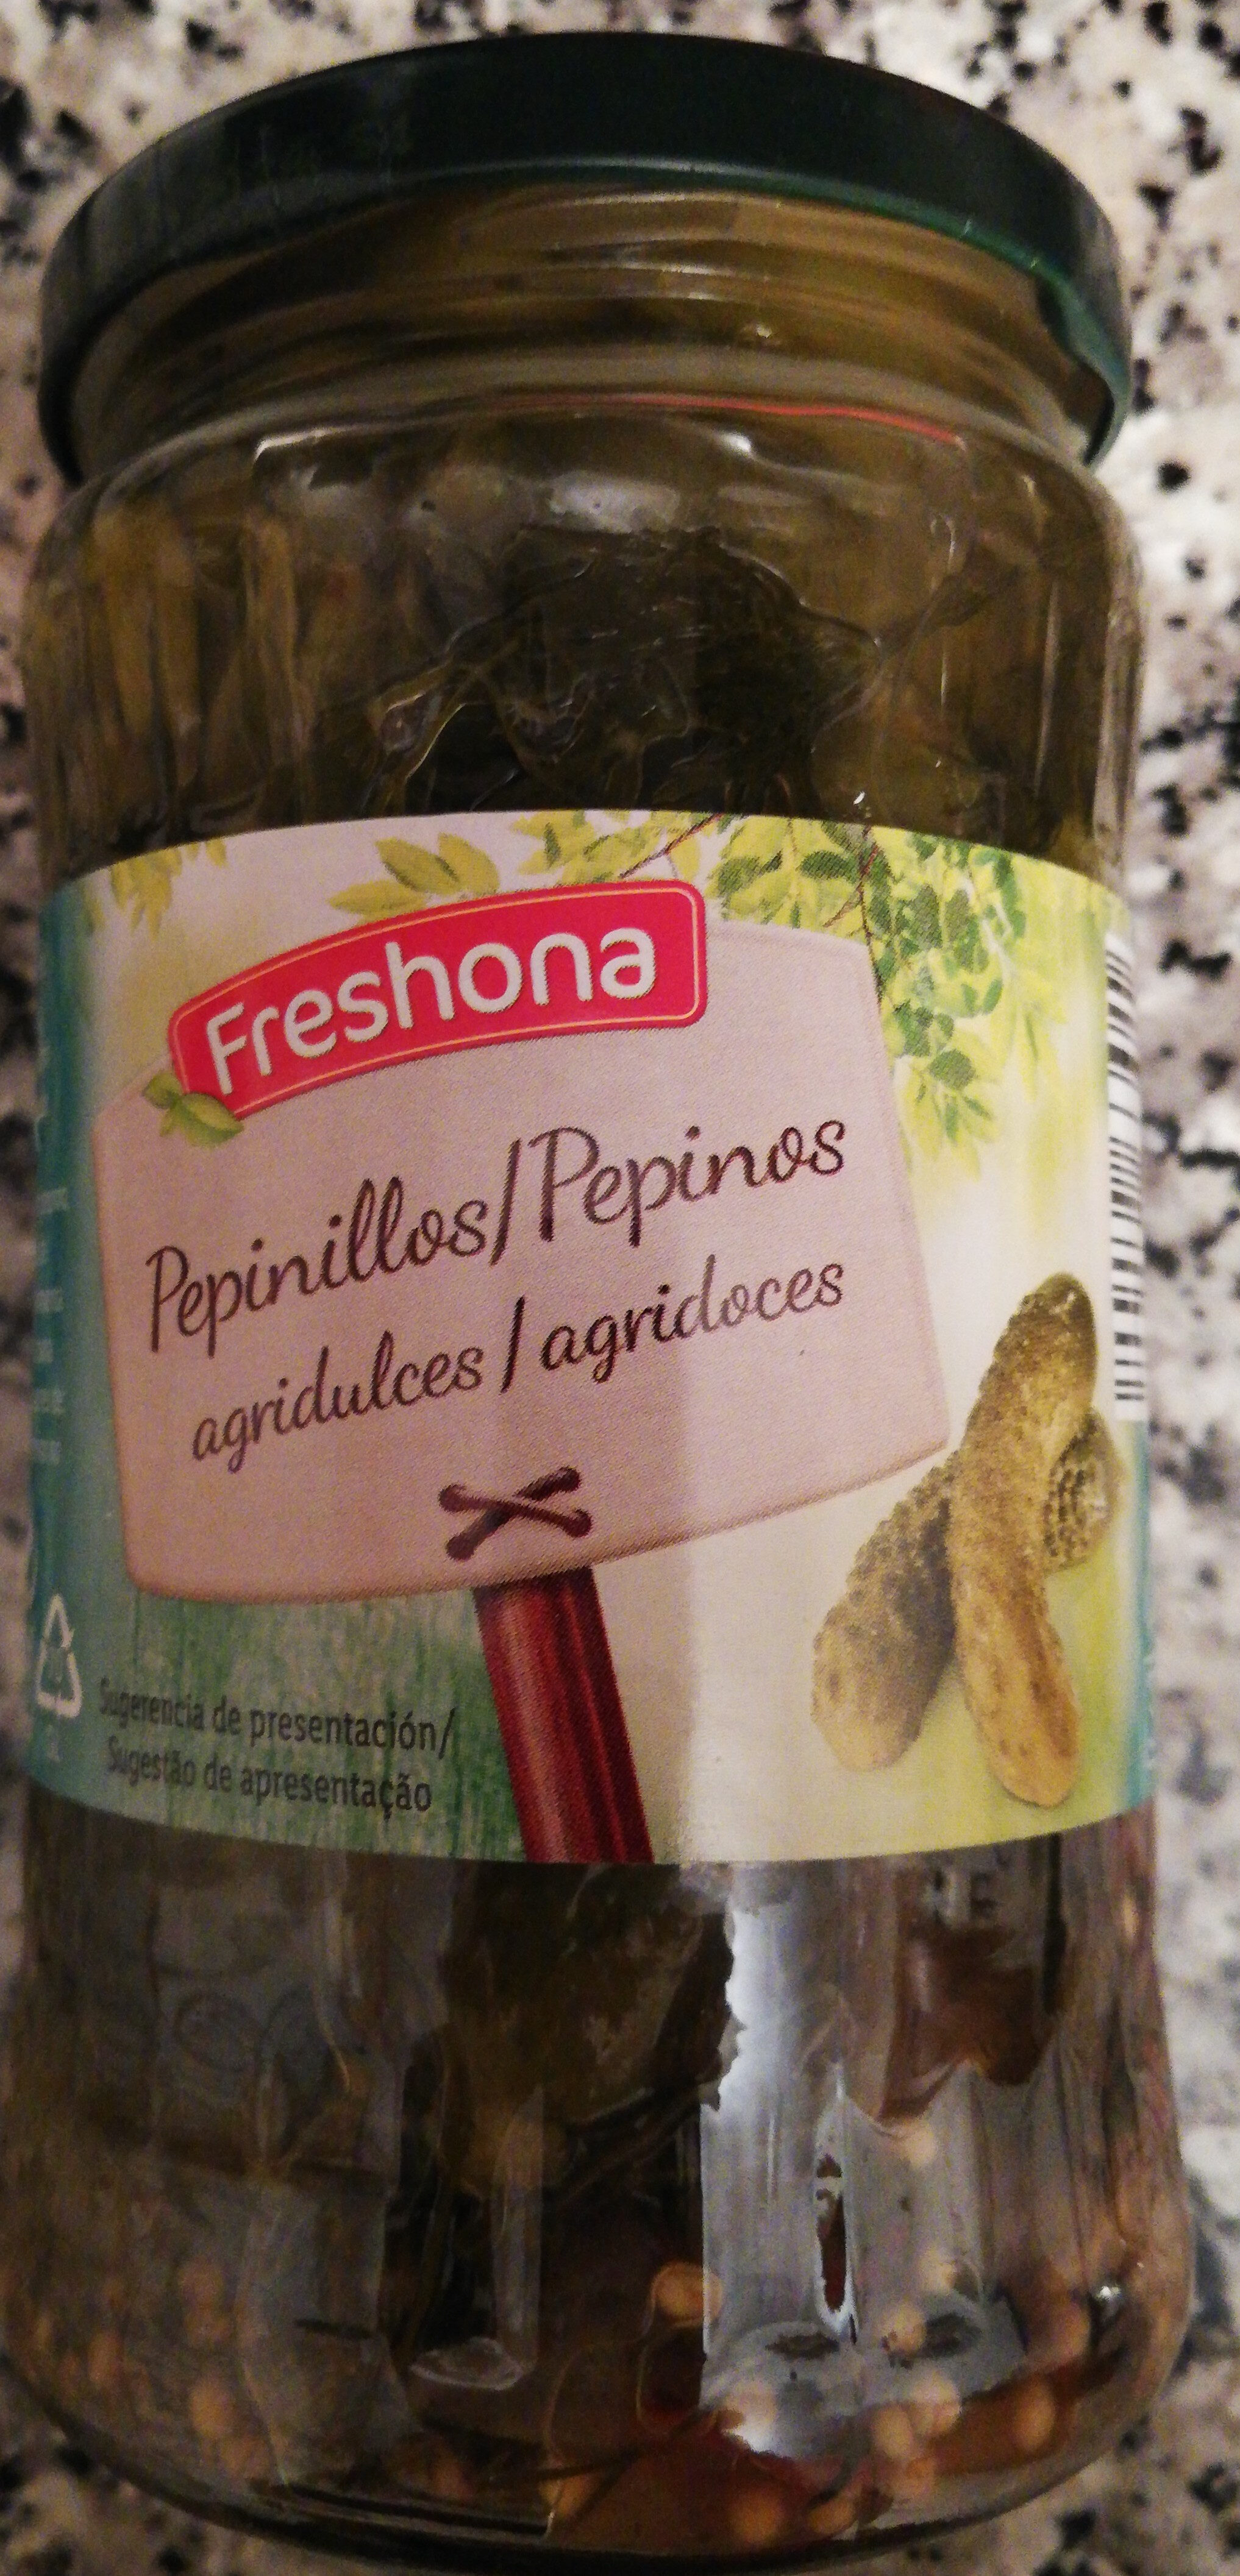 Freshona
Pepinillos/Pepinos
agridulces/agridoces
Sugerencia de presentación/
Sugestão de apresentação